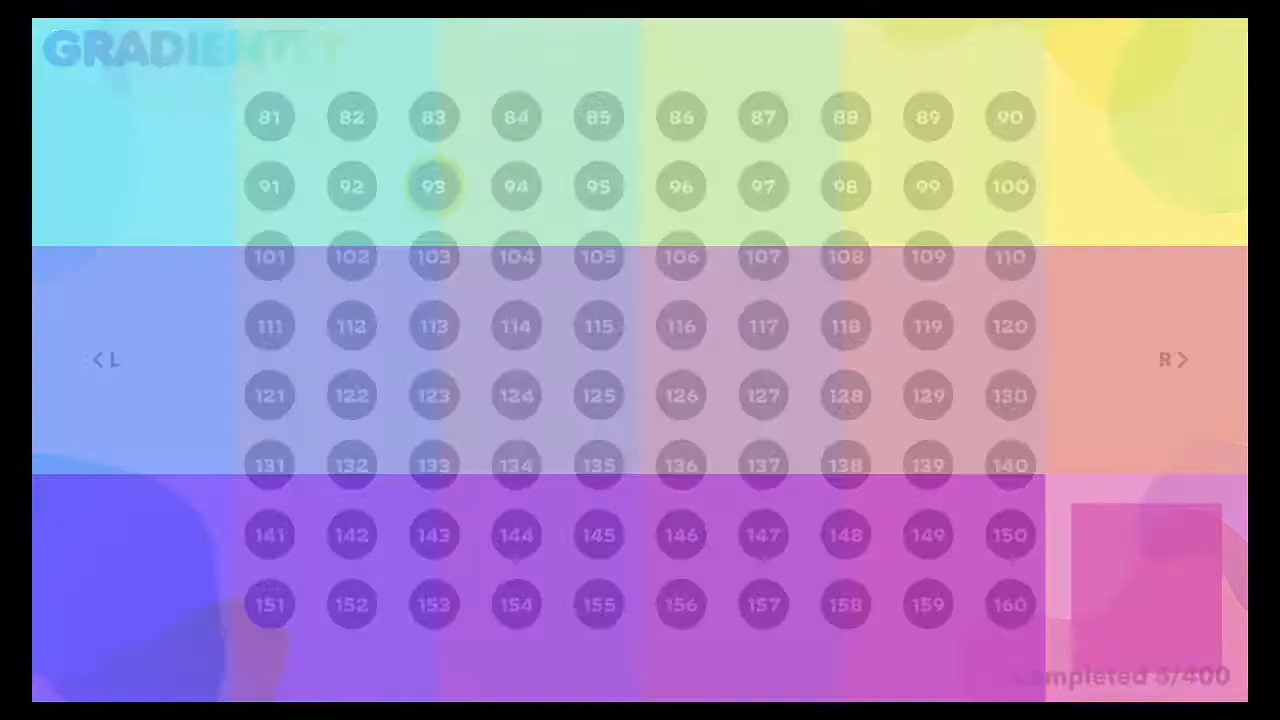 GRADIENTLY
81 82 83 84 85 86 87 88 89 90
91 92 93 94 95 96 97 98 99 100
101 102 103 104 105 106 107 108 109 110
111 112 113 114 115 116 117 118 119 120
< L R >
121 122 123 124 125 126 127 128 129 130
131 132 133 134 135 136 137 138 139 140
141 142 143 144 145 146 147 148 149 150
151 152 153 154 155 156 157 158 159 160
Completed 5/400